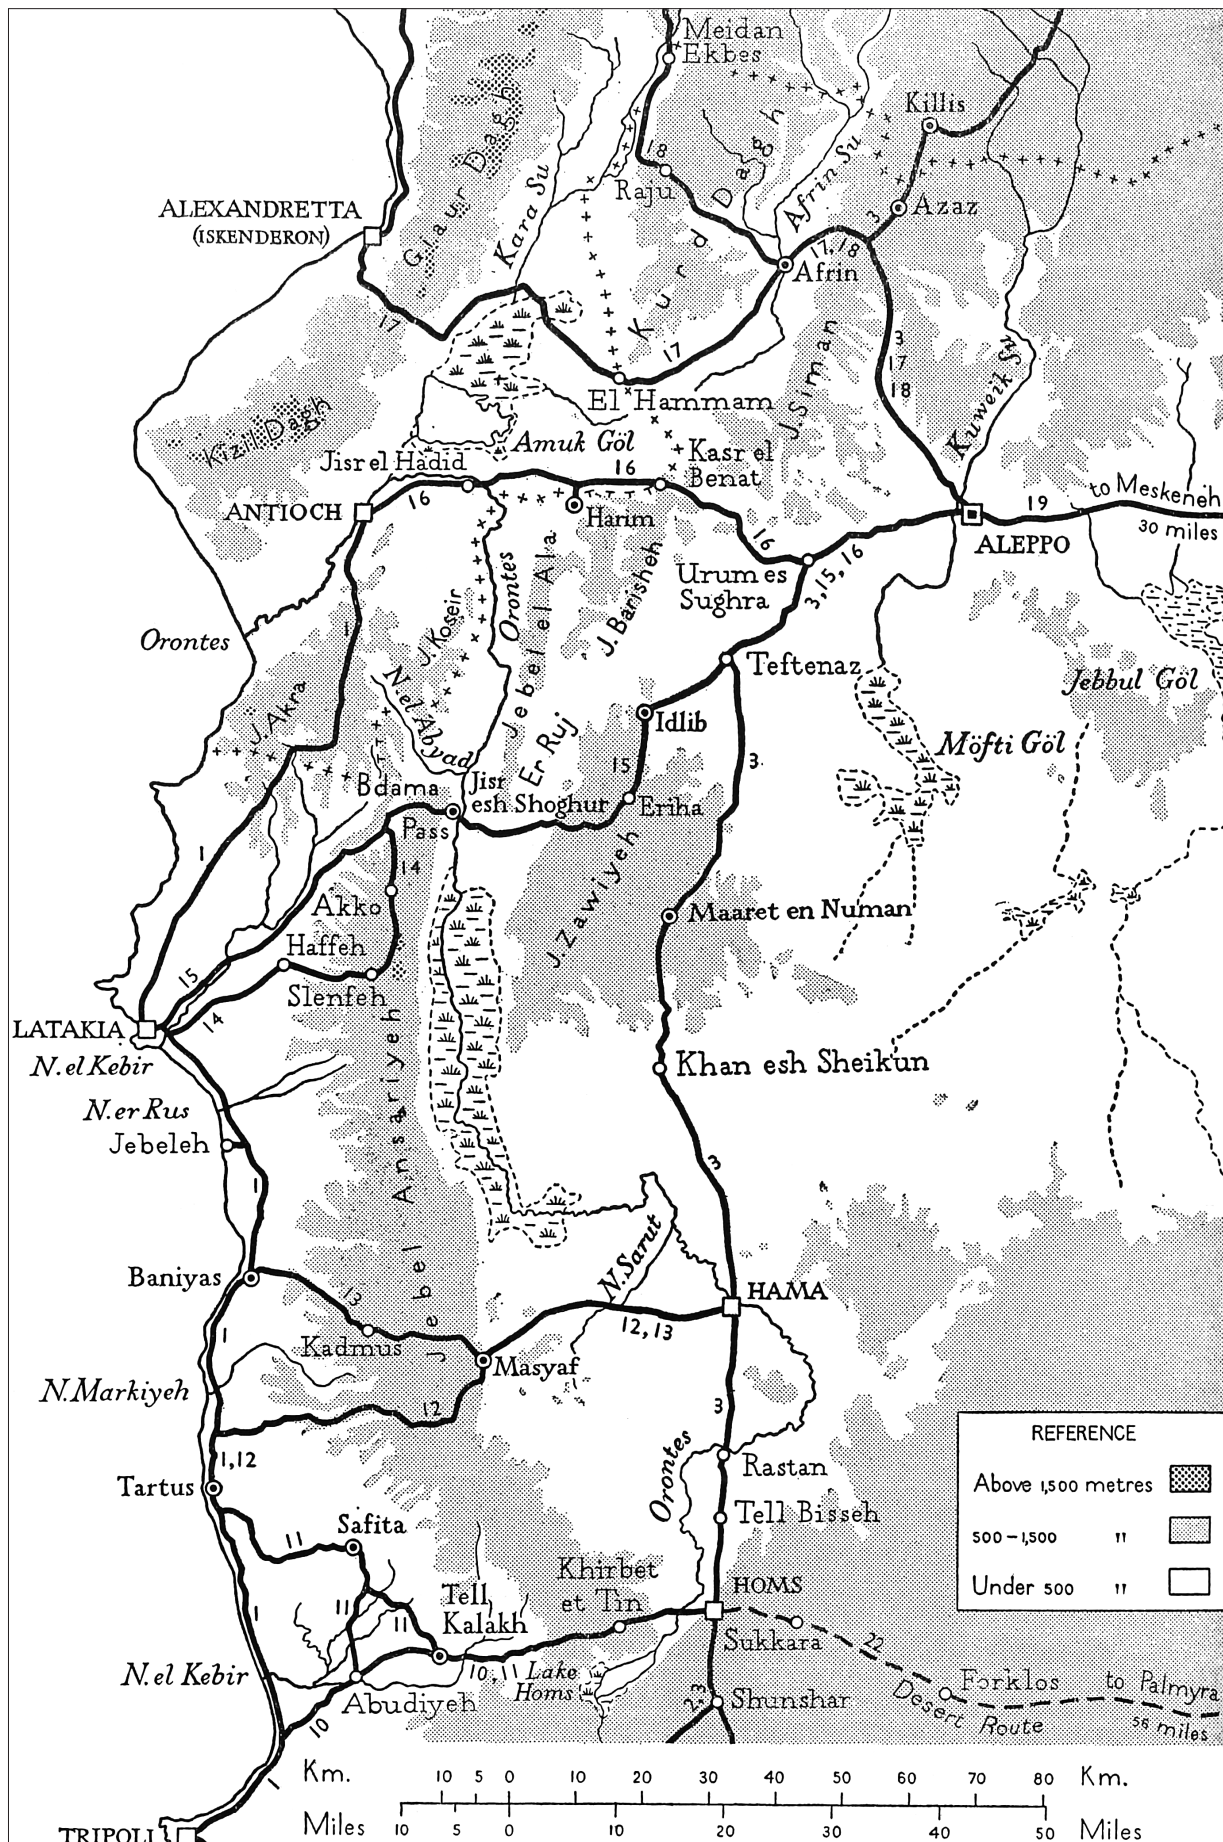 Meidan
Ekbes
Killis
Giaur Dagh
Kara Su
18
Raju
Kurd Dagh
Afrin Su
3
Azaz
ALEXANDRETTA
(ISKENDERON)
17,18
Afrin
17
17
3
17
18
J. Siman
Kuweik Su
El Hammam
Kizil Dagh
Amuk Göl
Jisr el Hadid
16
Kasr el
Benat
16
ANTIOCH
Harim
19
to Meskeneh
30 miles
ALEPPO
16
Urum es
Sughra
3,15,16
Orontes
J. Barisheh
Jebel el Ala
J. Koseir
1
Orontes
Teftenaz
Jebbul Göl
N. el Abyad
J. Akra
Idlib
Er Ruj
Möfti Göl
15
3
Bdama
Pass
Jisr
esh Shoghur
Eriha
1
14
J. Zawiyeh
Akko
Maaret en Numan
Haffeh
15
Slenfeh
14
LATAKIA
N. el Kebir
Khan esh Sheikun
N. er Rus
Jebeleh
Jebel Ansariyeh
3
1
N. Sarut
Baniyas
13
HAMA
1
12,13
Kadmus
Masyaf
N. Markiyeh
12
3
1,12
Orontes
Rastan
Tartus
Tell Bisseh
Safita
11
Khirbet
et Tin
HOMS
Tell
Kalakh
11
11
1
Sukkara
22
10,11
Lake
Homs
N. el Kebir
Abudiyeh
Forklos
to Palmyra
56 miles
Desert Route
2,3
Shunshar
10
1
TRIPOLI
REFERENCE
Above 1,500 metres
500-1,500 "
Under 500 "
Km. 10 5 0 10 20 30 40 50 60 70 80 Km.
Miles 10 5 0 10 20 30 40 50 Miles